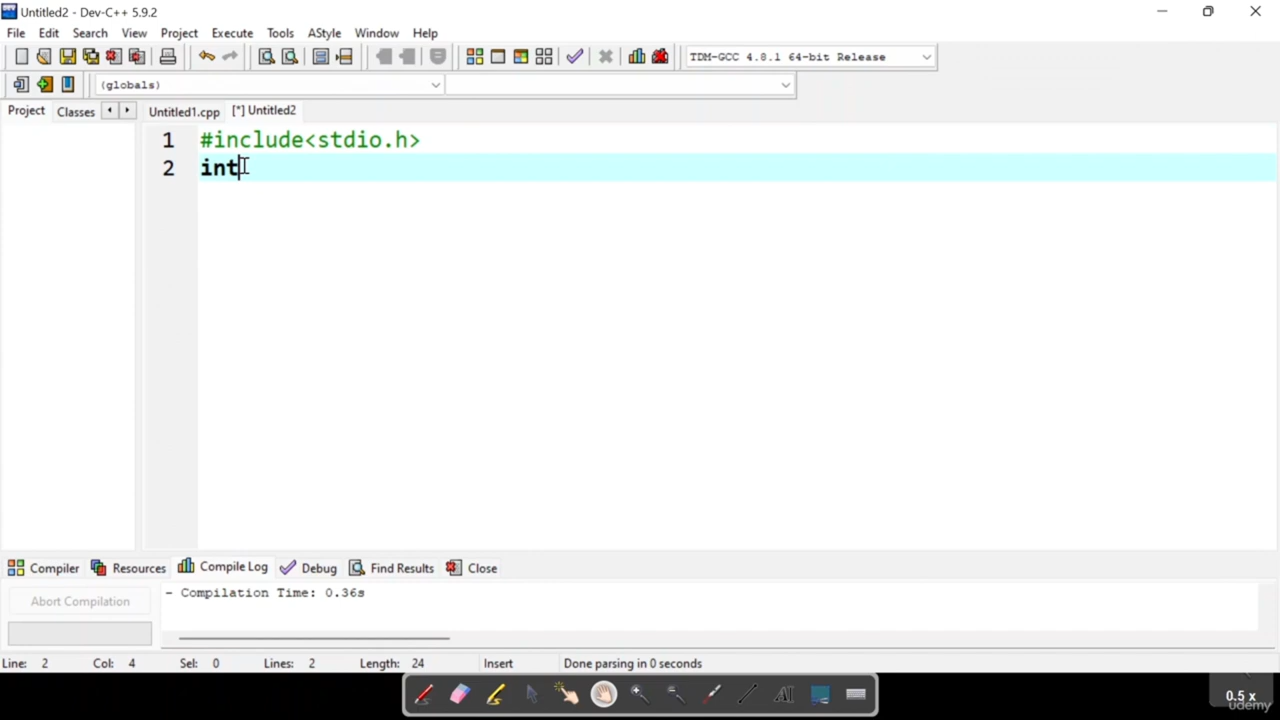 Untitled2 - Dev-C++ 5.9.2
File Edit Search View Project Execute Tools AStyle Window Help
TDM-GCC 4.8.1 64-bit Release
(globals)
Project Classes Untitled1.cpp [*] Untitled2
1 #include<stdio.h>
2 int
Compiler Resources Compile Log Debug Find Results Close
- Compilation Time: 0.36s
Abort Compilation
Line: 2 Col: 4 Sel: 0 Lines: 2 Length: 24 Insert Done parsing in 0 seconds
AI
0.5 x
udemy